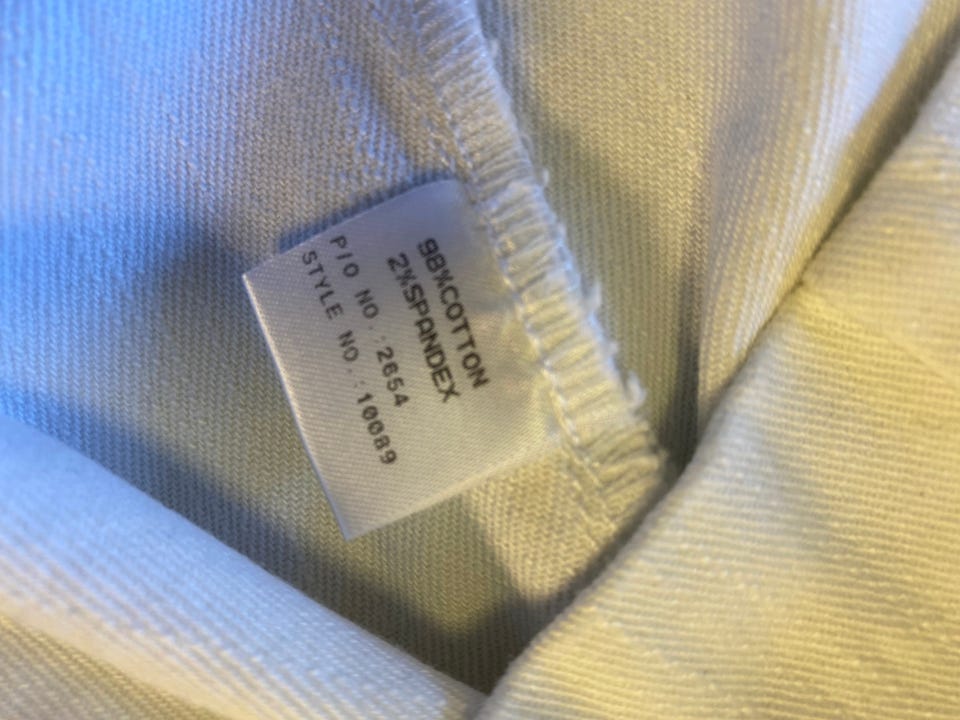 98%COTTON
2%SPANDEX
P/O NO.:2654
STYLE NO.:10089